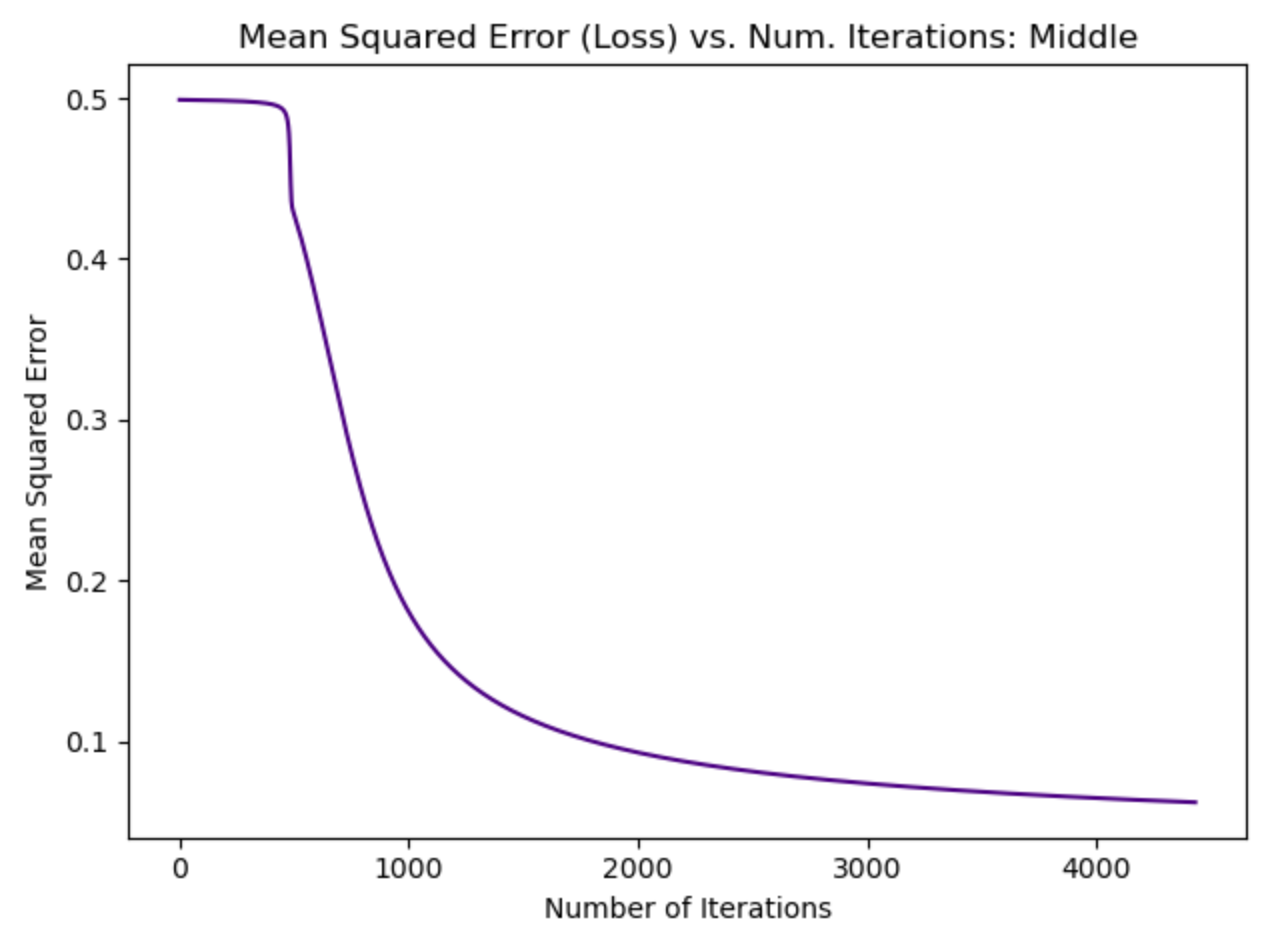 Mean Squared Error (Loss) vs. Num. Iterations: Middle
Mean Squared Error
0.5
0.4
0.3
0.2
0.1
0 1000 2000 3000 4000
Number of Iterations